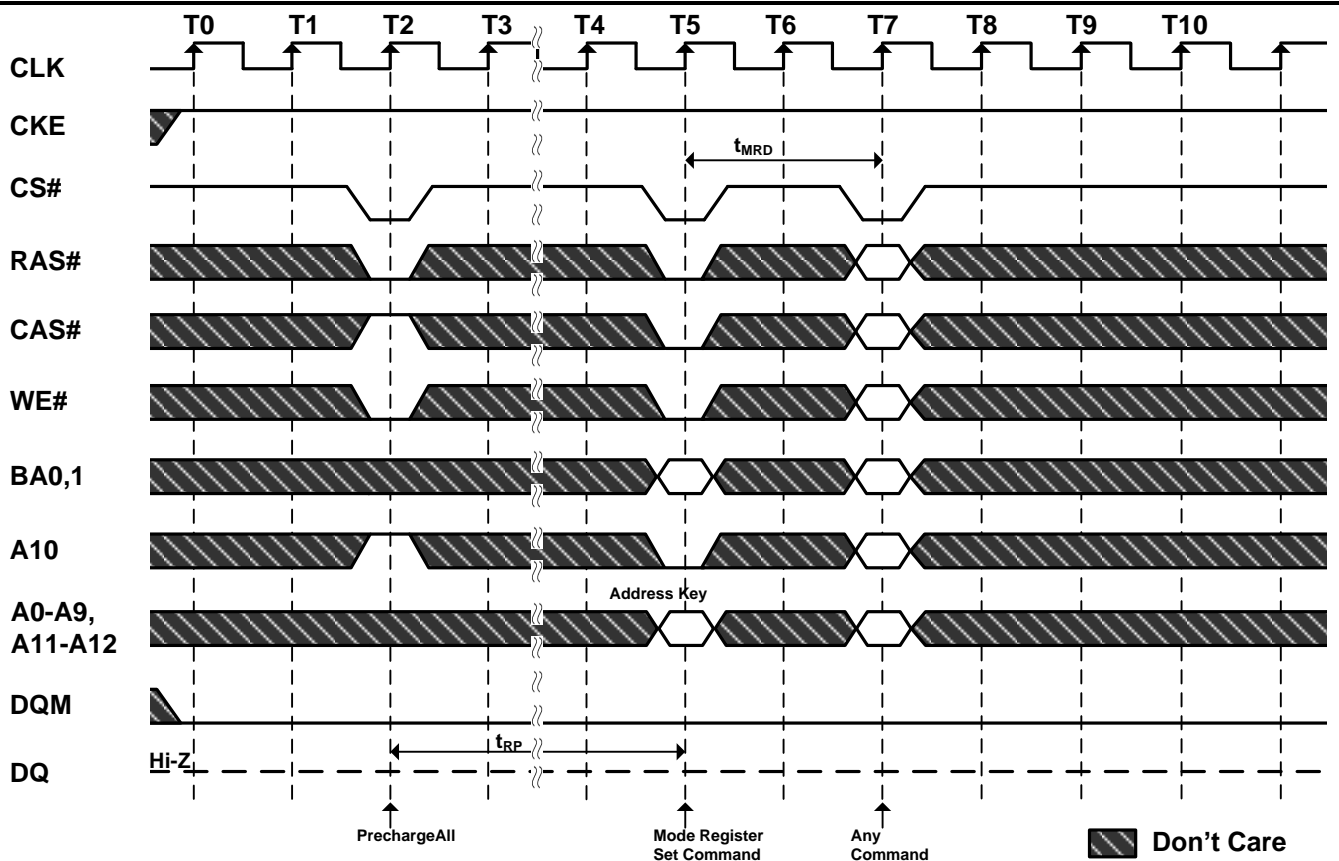 T0 T1 T2 T3 T4 T5 T6 T7 T8 T9 T10
CLK
CKE
tMRD
CS#
RAS#
CAS#
WE#
BA0,1
A10
Address Key
A0-A9,
A11-A12
DQM
tRP
Hi-Z
DQ
PrechargeAll
Mode Register
Set Command
Any
Command
Don't Care